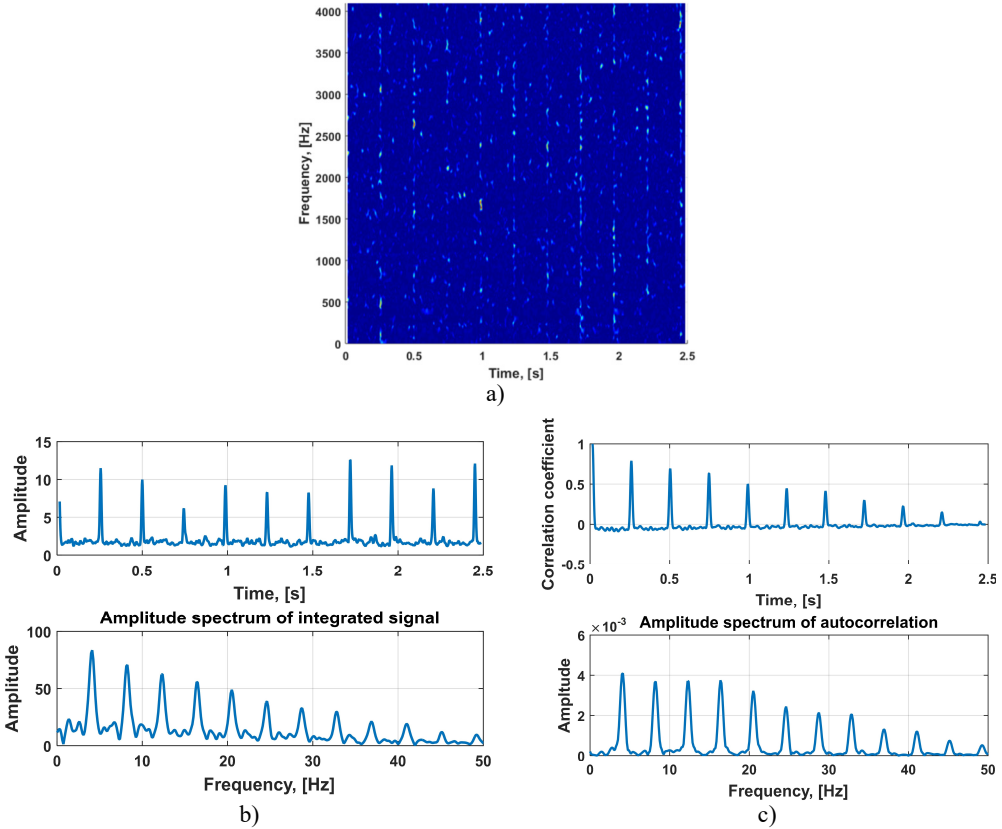 4000
3500
3000
2500
2000
1500
1000
500
0
Frequency, [Hz]
0 0.5 1 1.5 2 2.5
Time, [s]
a)
15
10
5
0
Amplitude
0 0.5 1 1.5 2 2.5
Time, [s]
Amplitude spectrum of integrated signal
100
50
0
Amplitude
0 10 20 30 40 50
Frequency, [Hz]
b)
1
0.5
0
-0.5
Correlation coefficient
0 0.5 1 1.5 2 2.5
Time, [s]
×10⁻³ Amplitude spectrum of autocorrelation
6
4
2
0
Amplitude
0 10 20 30 40 50
Frequency, [Hz]
c)